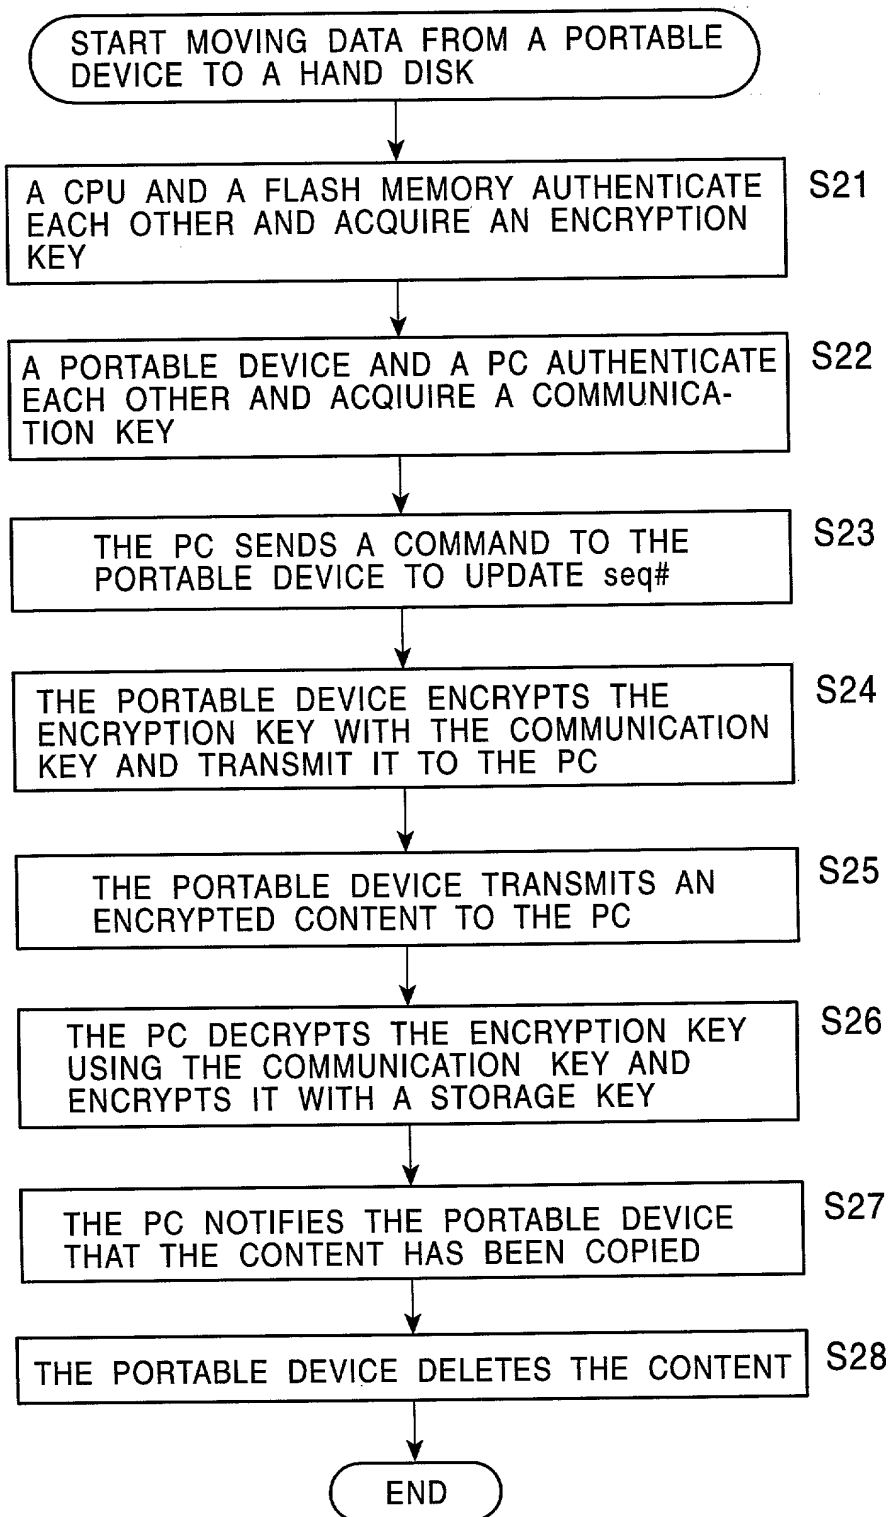 START MOVING DATA FROM A PORTABLE
DEVICE TO A HAND DISK
A CPU AND A FLASH MEMORY AUTHENTICATE
EACH OTHER AND ACQUIRE AN ENCRYPTION
KEY
S21
A PORTABLE DEVICE AND A PC AUTHENTICATE
EACH OTHER AND ACQIUIRE A COMMUNICA-
TION KEY
S22
THE PC SENDS A COMMAND TO THE
PORTABLE DEVICE TO UPDATE seq#
S23
THE PORTABLE DEVICE ENCRYPTS THE
ENCRYPTION KEY WITH THE COMMUNICATION
KEY AND TRANSMIT IT TO THE PC
S24
THE PORTABLE DEVICE TRANSMITS AN
ENCRYPTED CONTENT TO THE PC
S25
THE PC DECRYPTS THE ENCRYPTION KEY
USING THE COMMUNICATION KEY AND
ENCRYPTS IT WITH A STORAGE KEY
S26
THE PC NOTIFIES THE PORTABLE DEVICE
THAT THE CONTENT HAS BEEN COPIED
S27
THE PORTABLE DEVICE DELETES THE CONTENT
S28
END